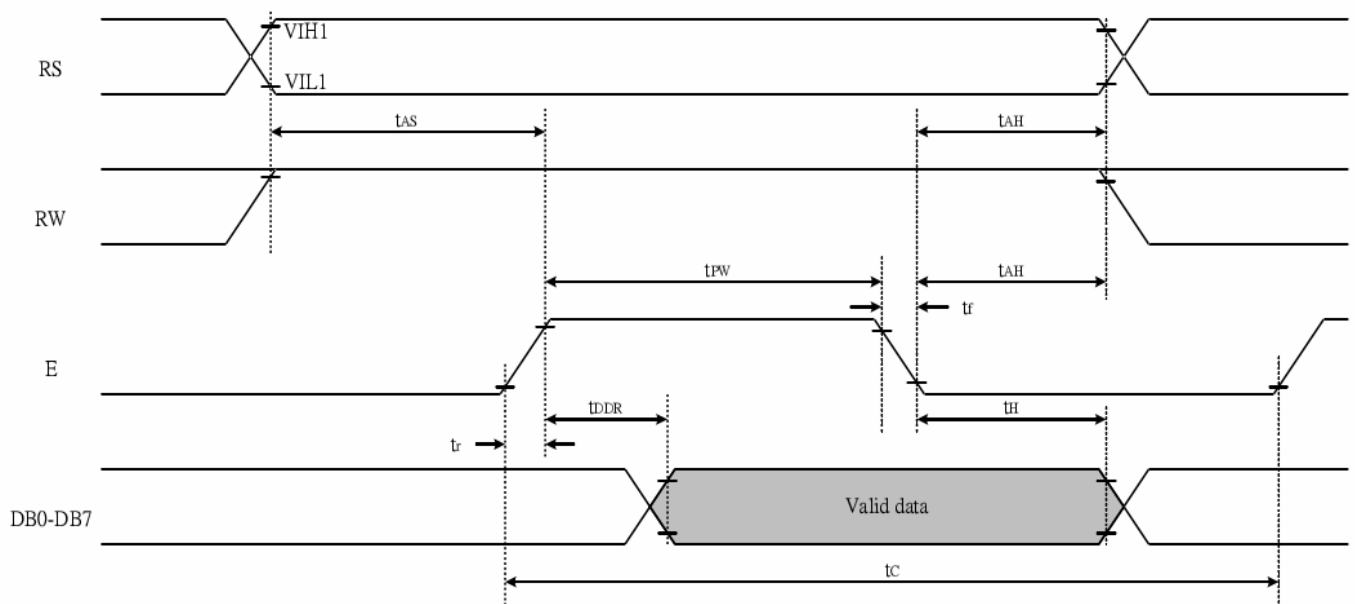 VIH1
RS
VIL1
tAS
tAH
RW
tPW
tAH
tf
E
tDDR
tH
tr
DB0-DB7
Valid data
tC